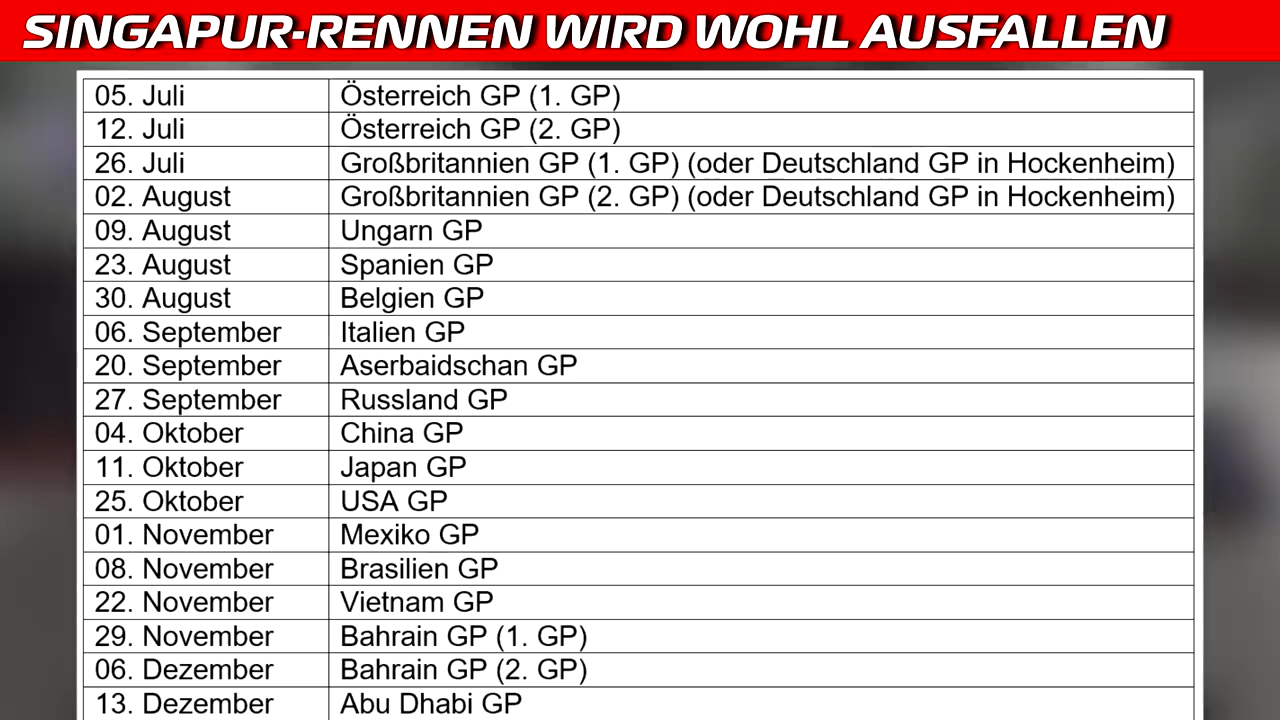 SINGAPUR-RENNEN WIRD WOHL AUSFALLEN
05. Juli Österreich GP (1. GP)
12. Juli Österreich GP (2. GP)
26. Juli Großbritannien GP (1. GP) (oder Deutschland GP in Hockenheim)
02. August Großbritannien GP (2. GP) (oder Deutschland GP in Hockenheim)
09. August Ungarn GP
23. August Spanien GP
30. August Belgien GP
06. September Italien GP
20. September Aserbaidschan GP
27. September Russland GP
04. Oktober China GP
11. Oktober Japan GP
25. Oktober USA GP
01. November Mexiko GP
08. November Brasilien GP
22. November Vietnam GP
29. November Bahrain GP (1. GP)
06. Dezember Bahrain GP (2. GP)
13. Dezember Abu Dhabi GP